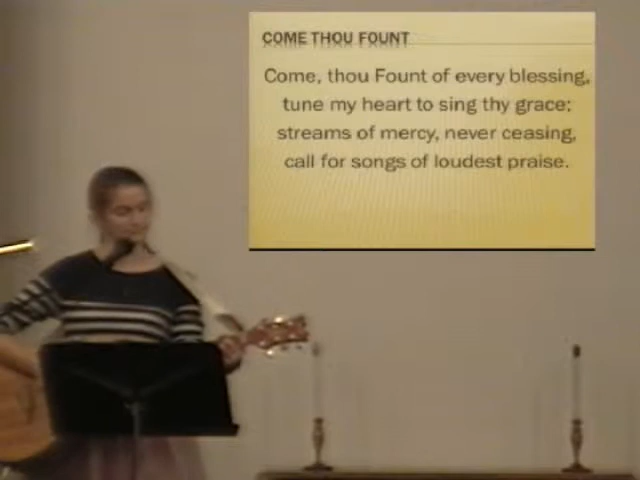 COME THOU FOUNT
Come, thou Fount of every blessing,
tune my heart to sing thy grace;
streams of mercy, never ceasing,
call for songs of loudest praise.